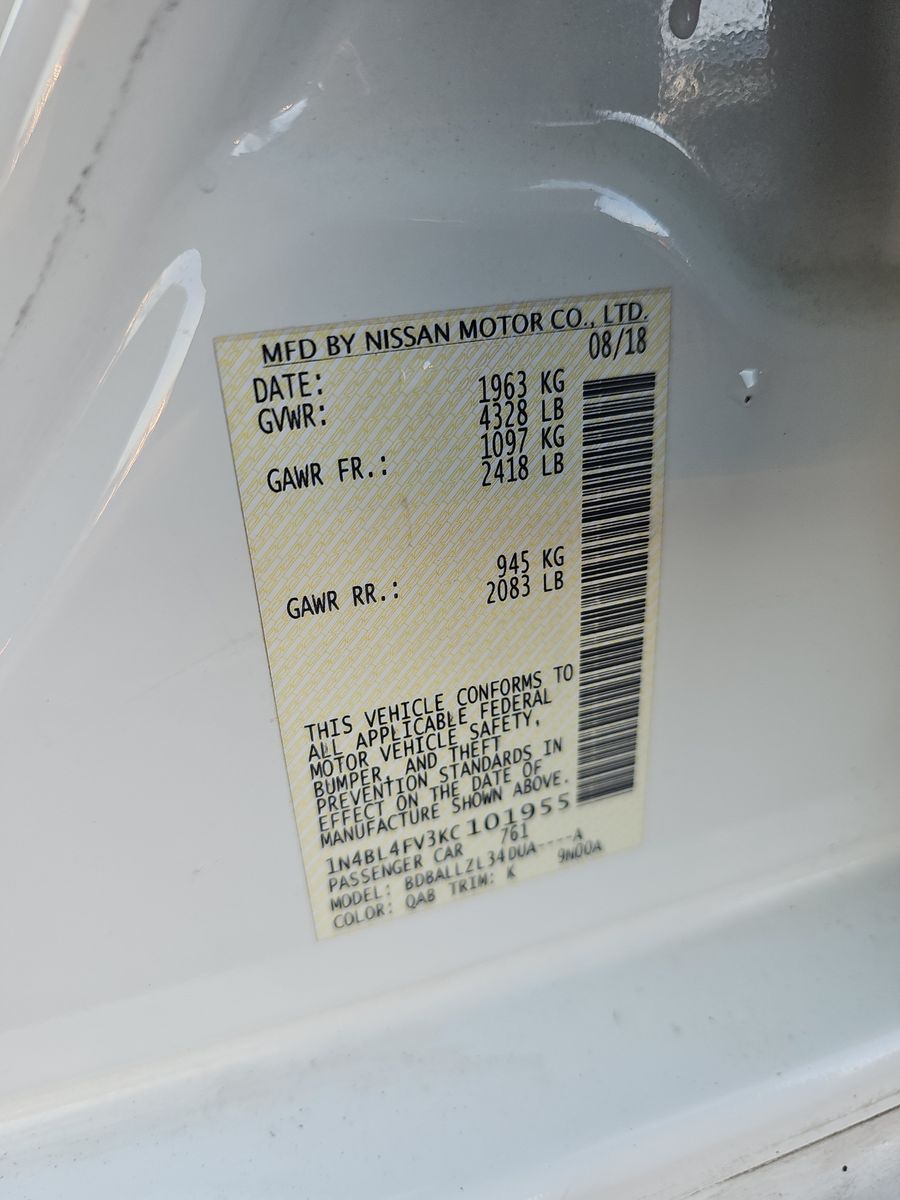 MFD BY NISSAN MOTOR CO., LTD.
DATE: 08/18
GVWR: 1963 KG
4328 LB
GAWR FR.: 1097 KG
2418 LB
GAWR RR.: 945 KG
2083 LB
THIS VEHICLE CONFORMS TO
ALL APPLICABLE FEDERAL
MOTOR VEHICLE SAFETY,
BUMPER, AND THEFT
PREVENTION STANDARDS IN
EFFECT ON THE DATE OF
MANUFACTURE SHOWN ABOVE.
1N4BL4FV3KC101955
PASSENGER CAR 761
MODEL: BDBALLZL34DUA----A
COLOR: QAB TRIM: K 9N00A